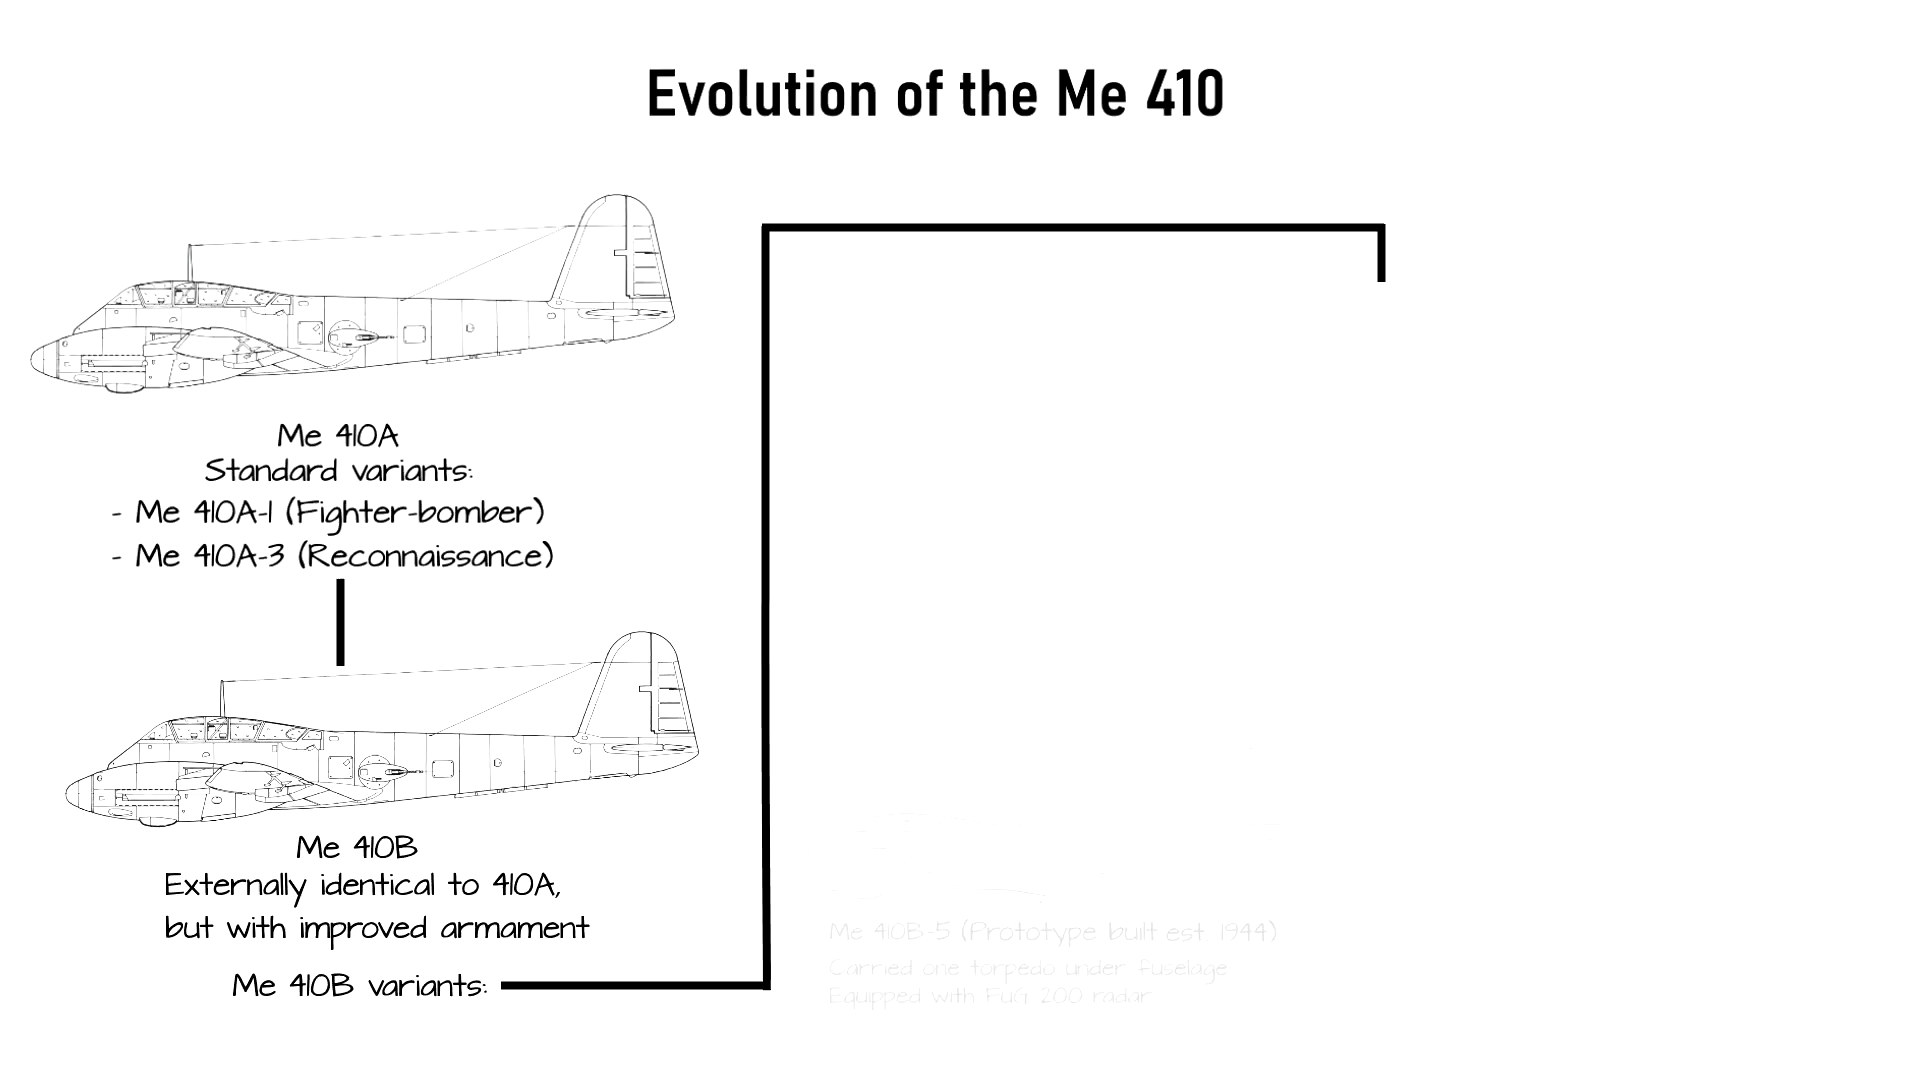 Evolution of the Me 410
Me 410A
Standard variants:
- Me 410A-1 (Fighter-bomber)
- Me 410A-3 (Reconnaissance)
Me 410B
Externally identical to 410A,
but with improved armament
Me 410B variants:
Me 410B-5 (Prototype built est. 1944)
Carried one torpedo under fuselage
Equipped with FuG 200 radar